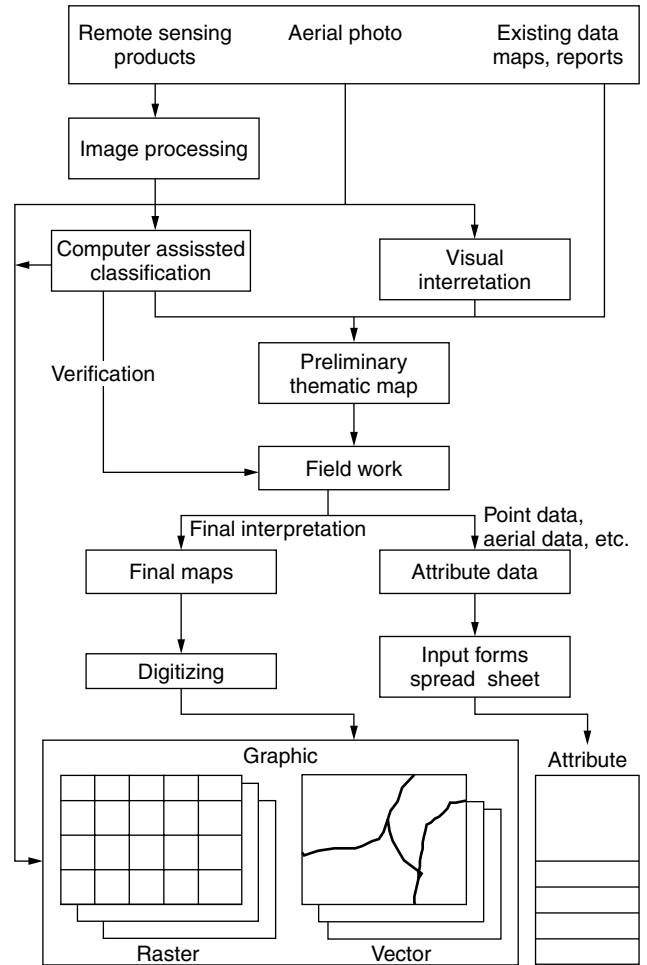 Remote sensing
products
Aerial photo
Existing data
maps, reports
Image processing
Computer assissted
classification
Visual
interretation
Verification
Preliminary
thematic map
Field work
Final interpretation
Point data,
aerial data, etc.
Final maps
Attribute data
Digitizing
Input forms
spread sheet
Graphic
Attribute
Raster
Vector